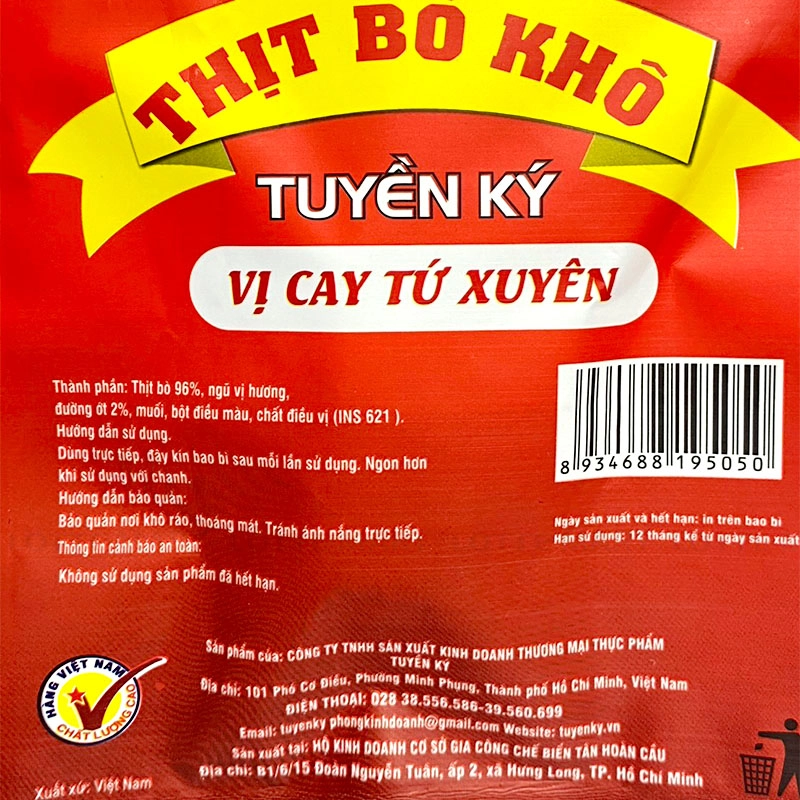 THỊT BÒ KHÔ
TUYỀN KÝ
VỊ CAY TỨ XUYÊN
Thành phần: Thịt bò 96%, ngũ vị hương,
đường ớt 2%, muối, bột điều màu, chất điều vị (INS 621 ).
Hướng dẫn sử dụng.
Dùng trực tiếp, đậy kín bao bì sau mỗi lần sử dụng. Ngon hơn
khi sử dụng với chanh.
Hướng dẫn bảo quản:
Bảo quản nơi khô ráo, thoáng mát. Tránh ánh nắng trực tiếp.
Thông tin cảnh báo an toàn:
Không sử dụng sản phẩm đã hết hạn.
8 934688 195050
Ngày sản xuất và hết hạn: in trên bao bì
Hạn sử dụng: 12 tháng kể từ ngày sản xuất
HÀNG VIỆT NAM
CHẤT LƯỢNG CAO
Sản phẩm của: CÔNG TY TNHH SẢN XUẤT KINH DOANH THƯƠNG MẠI THỰC PHẨM
TUYỀN KÝ
Địa chỉ: 101 Phó Cơ Điều, Phường Minh Phụng, Thành phố Hồ Chí Minh, Việt Nam
ĐIỆN THOẠI: 028 38.556.586-39.560.699
Email: tuyenky phongkinhdoanh@gmail.com Website: tuyenky.vn
Sản xuất tại: HỘ KINH DOANH CƠ SỞ GIA CÔNG CHẾ BIẾN TÂN HOÀN CẦU
Địa chỉ: B1/6/15 Đoàn Nguyễn Tuân, ấp 2, xã Hưng Long, TP. Hồ Chí Minh
Xuất xứ: Việt Nam